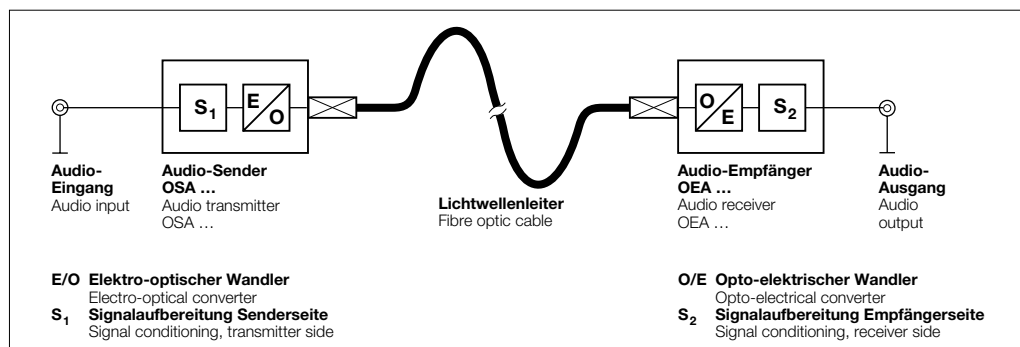 S1
E
O
O
E
S2
Audio-
Eingang
Audio input
Audio-Sender
OSA ...
Audio transmitter
OSA ...
Lichtwellenleiter
Fibre optic cable
Audio-Empfänger
OEA ...
Audio receiver
OEA ...
Audio-
Ausgang
Audio
output
E/O Elektro-optischer Wandler
Electro-optical converter
S1 Signalaufbereitung Senderseite
Signal conditioning, transmitter side
O/E Opto-elektrischer Wandler
Opto-electrical converter
S2 Signalaufbereitung Empfängerseite
Signal conditioning, receiver side